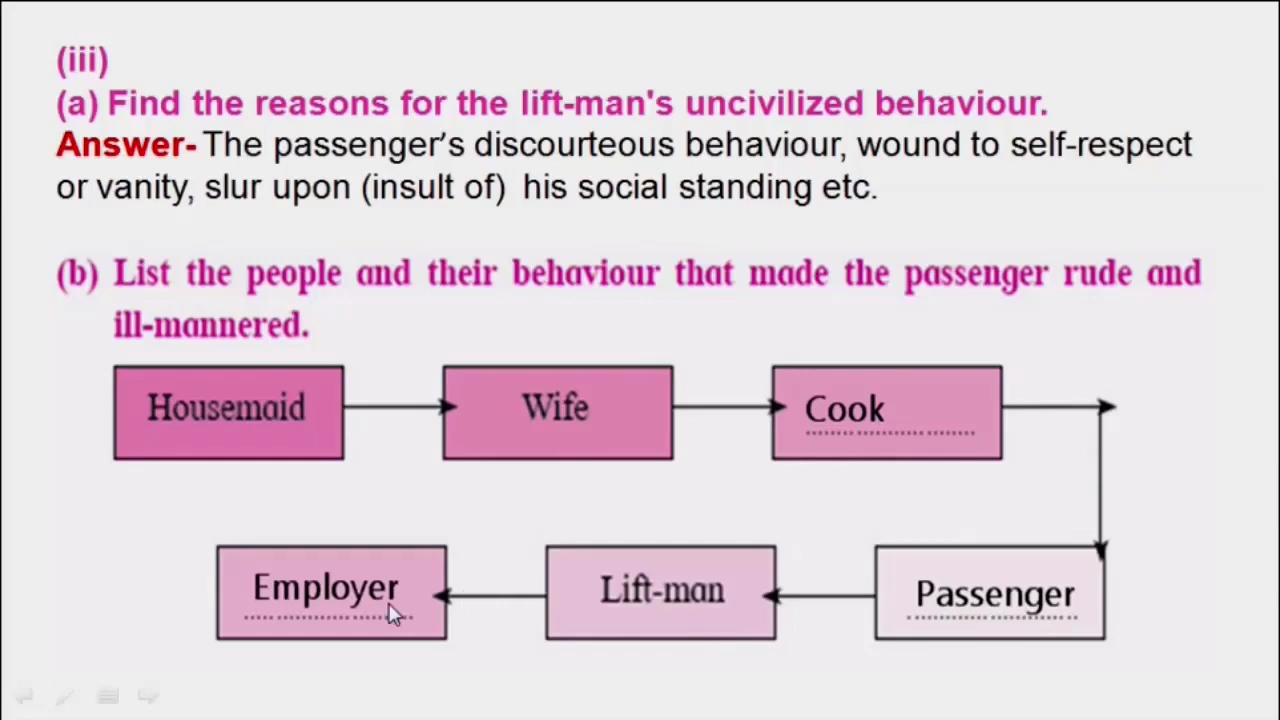 (iii)
(a) Find the reasons for the lift-man's uncivilized behaviour.
Answer- The passenger's discourteous behaviour, wound to self-respect
or vanity, slur upon (insult of) his social standing etc.
(b) List the people and their behaviour that made the passenger rude and
ill-mannered.
Housemaid
Wife
Cook
Passenger
Lift-man
Employer